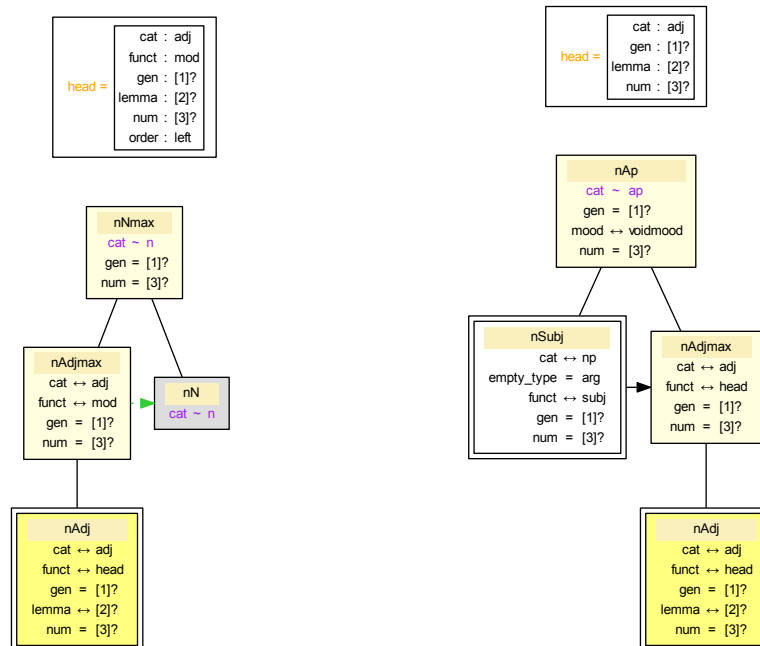 head =
cat : adj
funct : mod
gen : [1]?
lemma : [2]?
num : [3]?
order : left
nNmax
cat ~ n
gen = [1]?
num = [3]?
nAdjmax
cat ↔ adj
funct ↔ mod
gen = [1]?
num = [3]?
nN
cat ~ n
nAdj
cat ↔ adj
funct ↔ head
gen = [1]?
lemma ↔ [2]?
num = [3]?
head =
cat : adj
gen : [1]?
lemma : [2]?
num : [3]?
nAp
cat ~ ap
gen = [1]?
mood ↔ voidmood
num = [3]?
nSubj
cat ↔ np
empty_type = arg
funct ↔ subj
gen = [1]?
num = [3]?
nAdjmax
cat ↔ adj
funct ↔ head
gen = [1]?
num = [3]?
nAdj
cat ↔ adj
funct ↔ head
gen = [1]?
lemma ↔ [2]?
num = [3]?